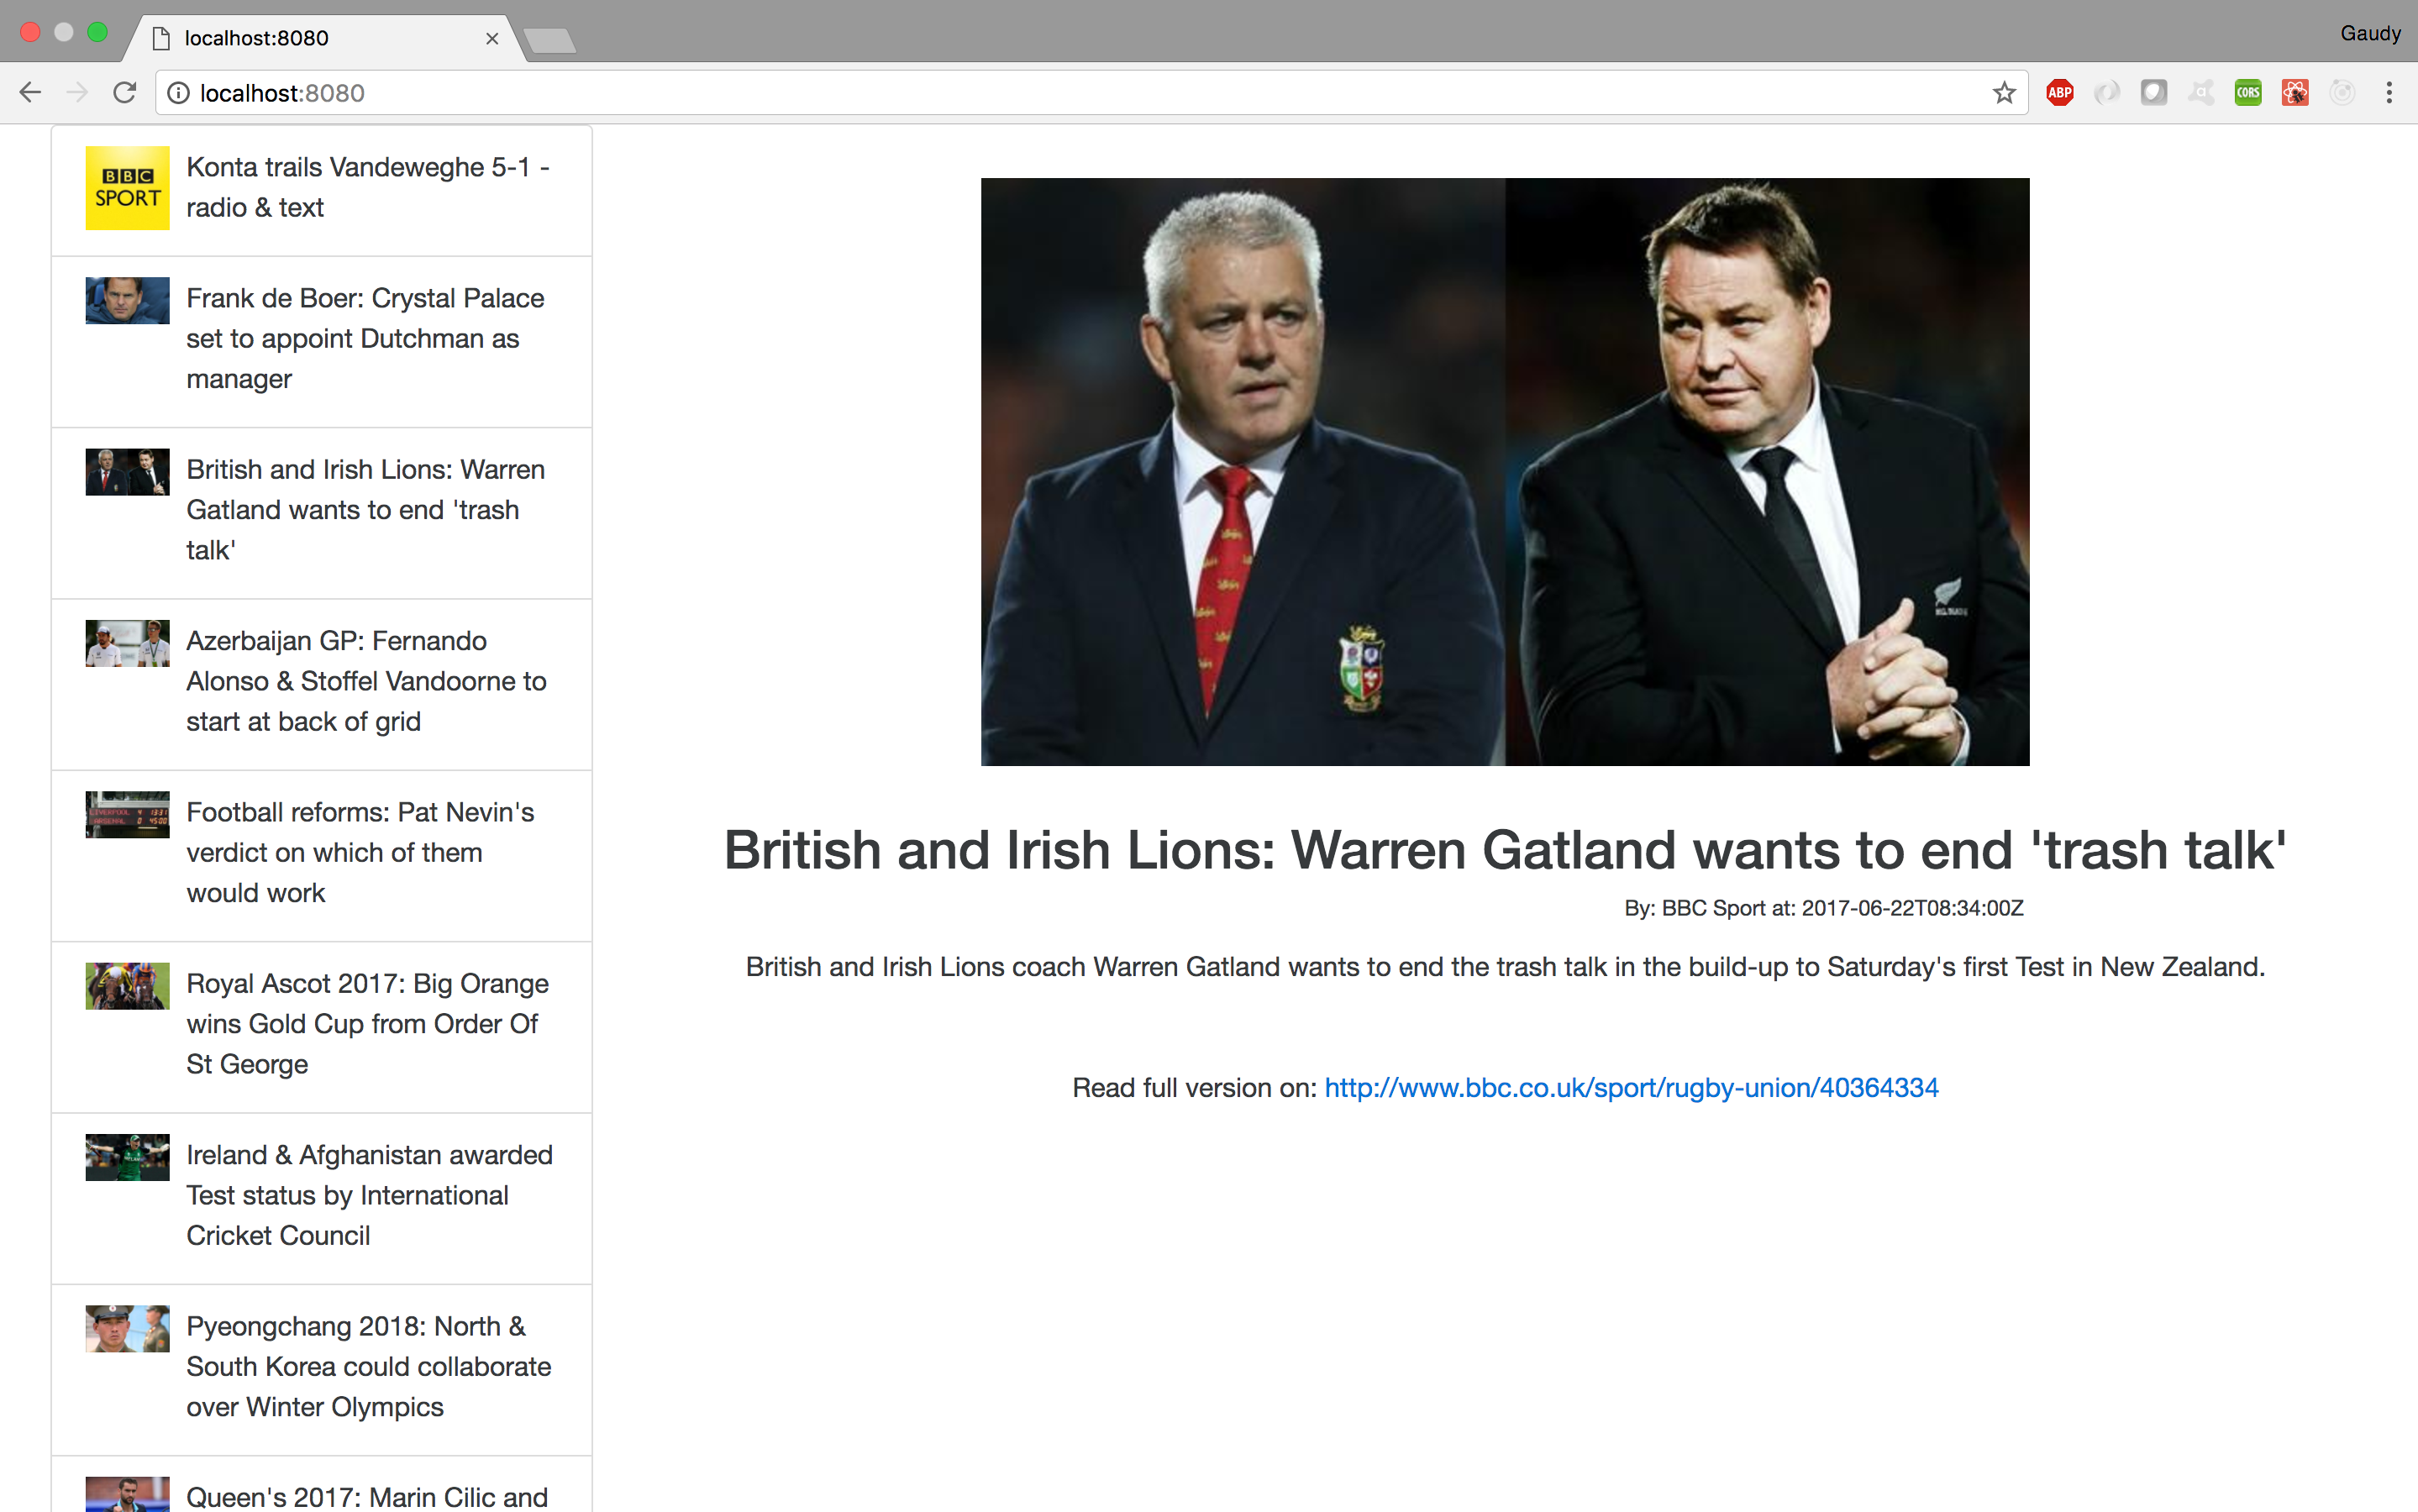 localhost:8080
Gaudy
localhost:8080
ABP
CORS
BBC
SPORT
Konta trails Vandeweghe 5-1 -
radio & text
Frank de Boer: Crystal Palace
set to appoint Dutchman as
manager
British and Irish Lions: Warren
Gatland wants to end 'trash
talk'
Azerbaijan GP: Fernando
Alonso & Stoffel Vandoorne to
start at back of grid
LIVERPOOL 4 13:31
ARSENAL 0 45:00
Football reforms: Pat Nevin's
verdict on which of them
would work
Royal Ascot 2017: Big Orange
wins Gold Cup from Order Of
St George
Ireland & Afghanistan awarded
Test status by International
Cricket Council
Pyeongchang 2018: North &
South Korea could collaborate
over Winter Olympics
Queen's 2017: Marin Cilic and
British and Irish Lions: Warren Gatland wants to end 'trash talk'
By: BBC Sport at: 2017-06-22T08:34:00Z
British and Irish Lions coach Warren Gatland wants to end the trash talk in the build-up to Saturday's first Test in New Zealand.
Read full version on: http://www.bbc.co.uk/sport/rugby-union/40364334